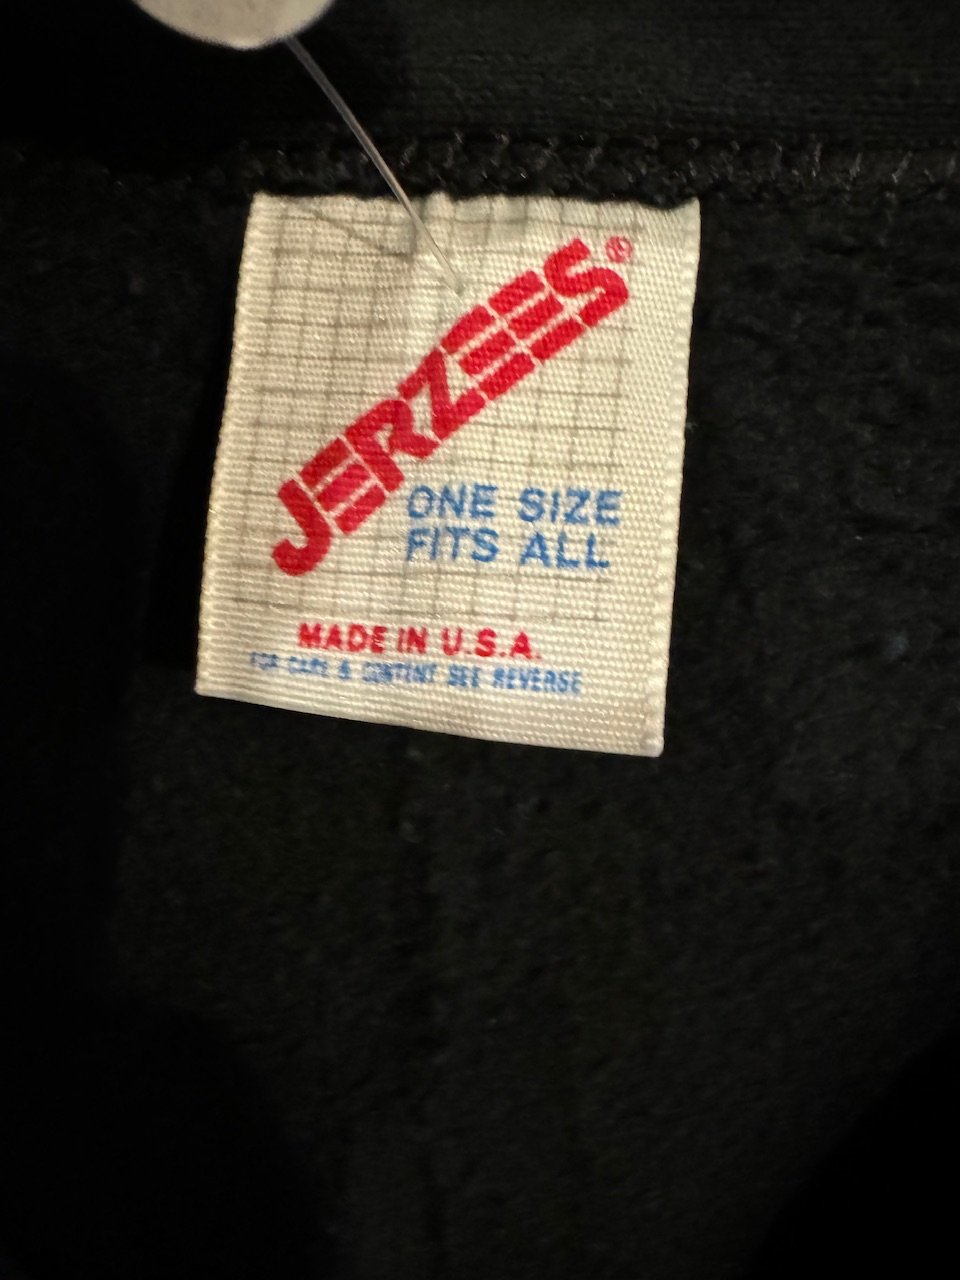 JERZEES®
ONE SIZE
FITS ALL
MADE IN U.S.A.
FOR CARE & CONTENT SEE REVERSE